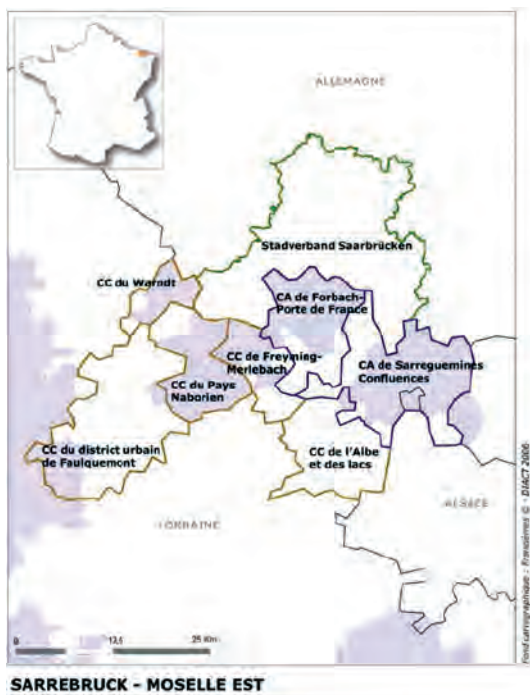 ALLEMAGNE
Stadverband Saarbrücken
CC du Warndt
CA de Forbach-
Porte de France
CC de Freyming-
Merlebach
CA de Sarreguemines
Confluences
CC du Pays
Naborien
CC du district urbain
de Faulquemont
CC de l'Albe
et des lacs
LORRAINE
ALSACE
0 12,5 25 Km
Fond cartographique : Franpierres © - DIACT 2006
SARREBRUCK - MOSELLE EST